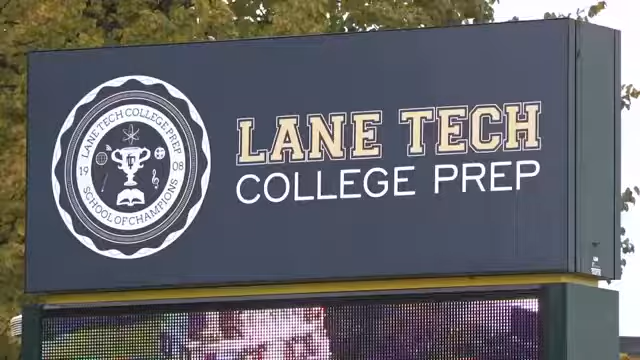 LANE TECH COLLEGE PREP
19 08
SCHOOL OF CHAMPIONS
LANE TECH
COLLEGE PREP